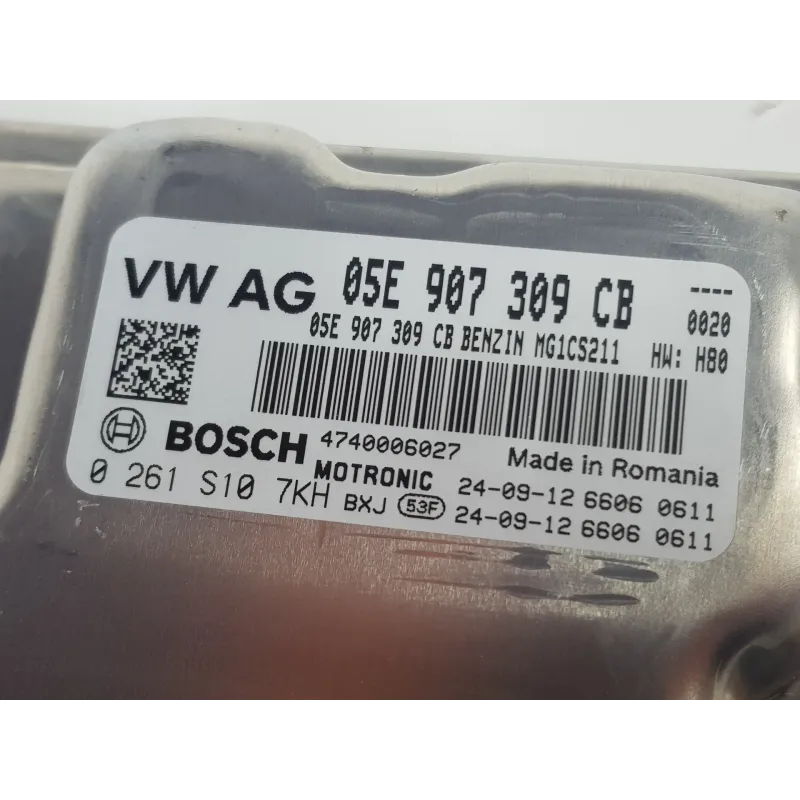 VW AG 05E 907 309 CB ----
05E 907 309 CB BENZIN MG1CS211 0020
HW: H80
BOSCH 4740006027 Made in Romania
MOTRONIC 24-09-12 6606 0611
0 261 S10 7KH BXJ 53F 24-09-12 6606 0611